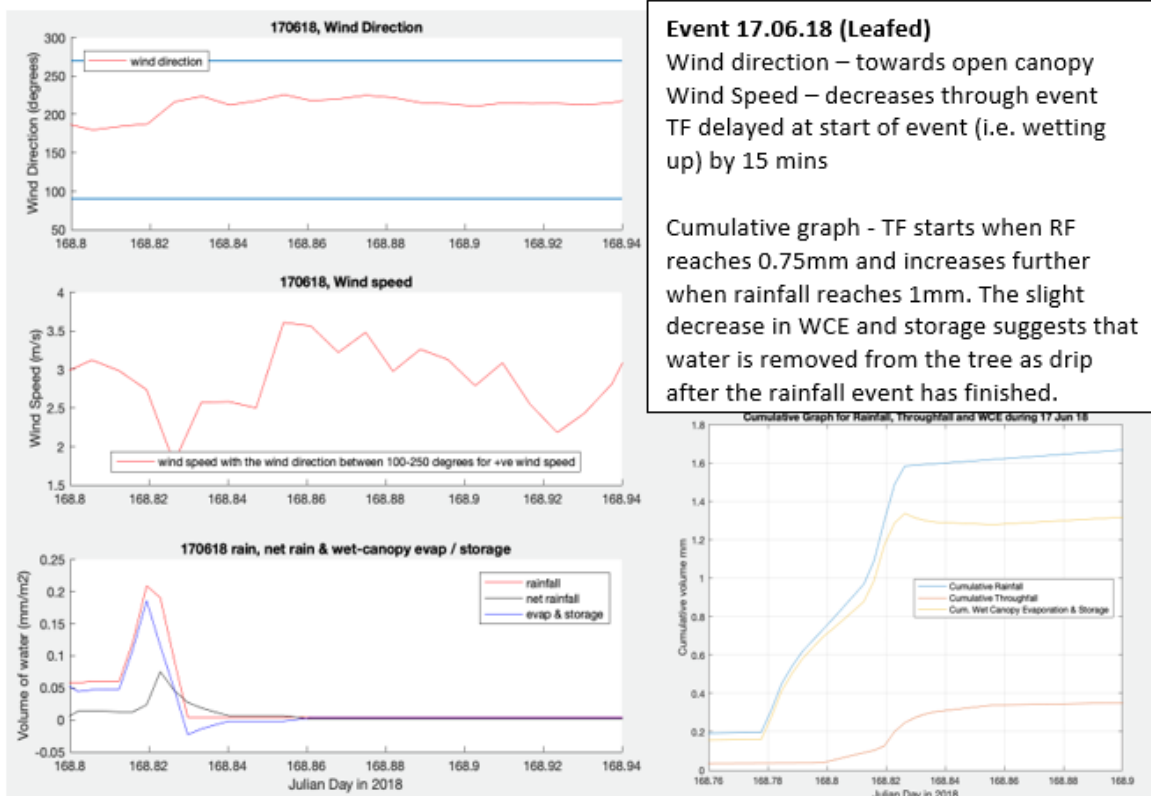 170618, Wind Direction
Wind Direction (degrees)
300
250
200
150
100
50
wind direction
168.8 168.82 168.84 168.86 168.88 168.9 168.92 168.94
170618, Wind speed
Wind Speed (m/s)
4
3.5
3
2.5
2
1.5
wind speed with the wind direction between 100-250 degrees for +ve wind speed
168.8 168.82 168.84 168.86 168.88 168.9 168.92 168.94
170618 rain, net rain & wet-canopy evap / storage
Volume of water (mm/m2)
0.25
0.2
0.15
0.1
0.05
0
-0.05
rainfall
net rainfall
evap & storage
168.8 168.82 168.84 168.86 168.88 168.9 168.92 168.94
Julian Day in 2018
Event 17.06.18 (Leafed)
Wind direction – towards open canopy
Wind Speed – decreases through event
TF delayed at start of event (i.e. wetting
up) by 15 mins
Cumulative graph - TF starts when RF
reaches 0.75mm and increases further
when rainfall reaches 1mm. The slight
decrease in WCE and storage suggests that
water is removed from the tree as drip
after the rainfall event has finished.
Cumulative Graph for Rainfall, Throughfall and WCE during 17 Jun 18
Cumulative volume mm
1.8
1.6
1.4
1.2
1
0.8
0.6
0.4
0.2
0
Cumulative Rainfall
Cumulative Throughfall
Cum. Wet Canopy Evaporation & Storage
168.76 168.78 168.8 168.82 168.84 168.86 168.88 168.9
Julian Day in 2018